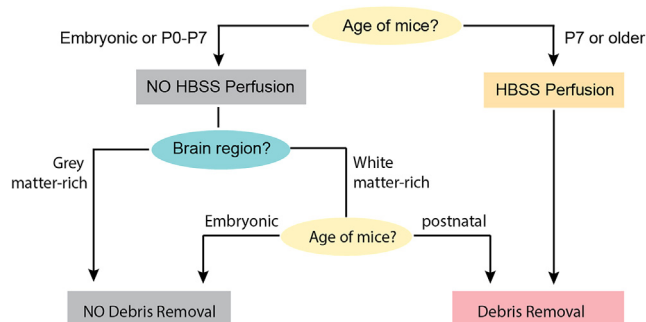 Age of mice?
Embryonic or P0-P7
P7 or older
NO HBSS Perfusion
HBSS Perfusion
Brain region?
Grey
matter-rich
White
matter-rich
Embryonic
postnatal
Age of mice?
NO Debris Removal
Debris Removal